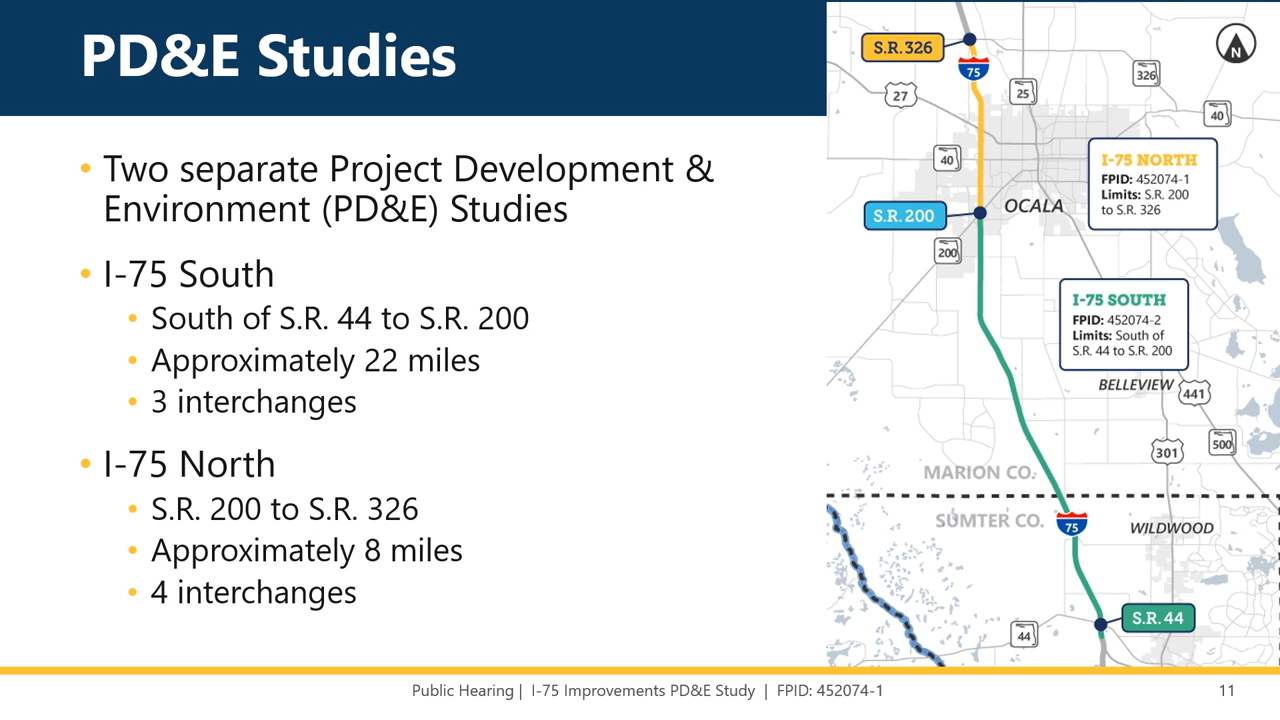 PD&E Studies
• Two separate Project Development &
Environment (PD&E) Studies
• I-75 South
• South of S.R. 44 to S.R. 200
• Approximately 22 miles
• 3 interchanges
• I-75 North
• S.R. 200 to S.R. 326
• Approximately 8 miles
• 4 interchanges
S.R. 326
N
75
27
25
326
40
40
I-75 NORTH
FPID: 452074-1
Limits: S.R. 200
to S.R. 326
S.R. 200
OCALA
200
I-75 SOUTH
FPID: 452074-2
Limits: South of
S.R. 44 to S.R. 200
BELLEVIEW
441
500
301
MARION CO.
SUMTER CO.
75
WILDWOOD
S.R. 44
44
Public Hearing | I-75 Improvements PD&E Study | FPID: 452074-1
11